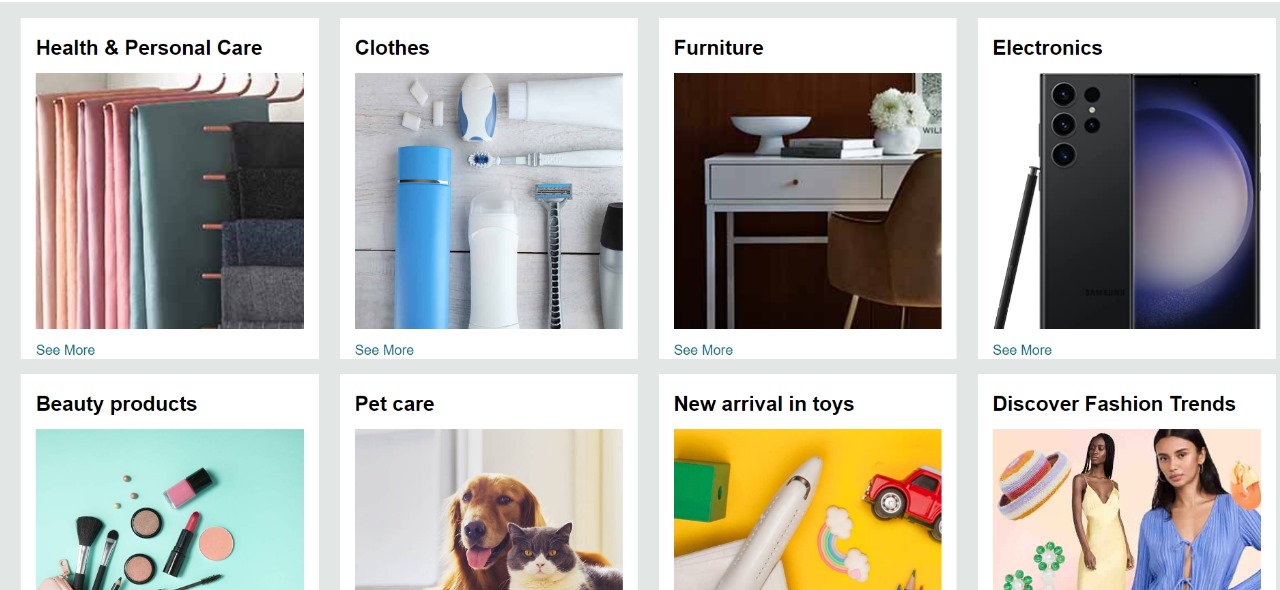 Health & Personal Care
Clothes
Furniture
Electronics
WILL
SAMSUNG
See More
See More
See More
See More
Beauty products
Pet care
New arrival in toys
Discover Fashion Trends